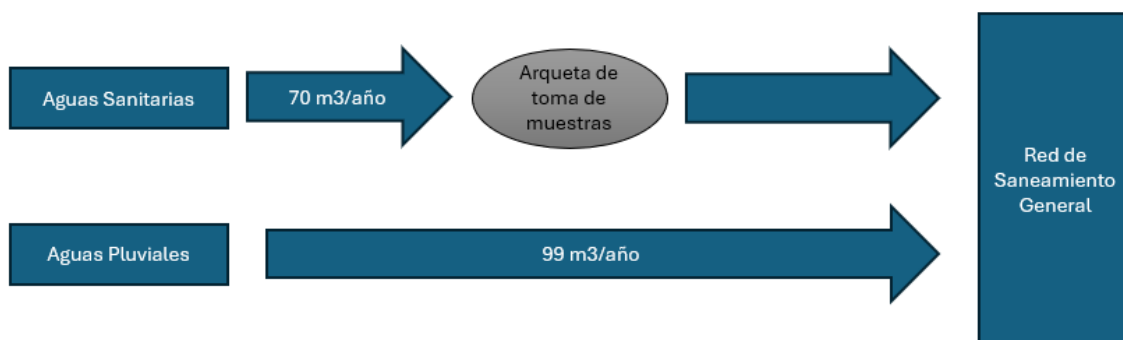 Aguas Sanitarias
70 m3/año
Arqueta de
toma de
muestras
Red de
Saneamiento
General
Aguas Pluviales
99 m3/año